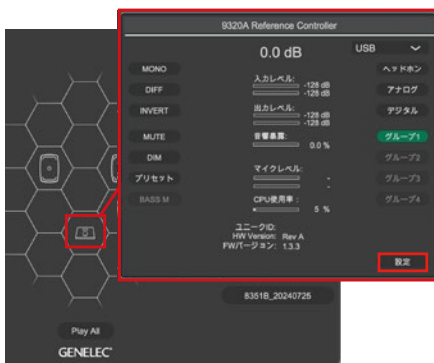 9320A Reference Controller
0.0 dB
USB
MONO
DIFF
INVERT
MUTE
DIM
プリセット
BASS M
入力レベル:
-128 dB
-128 dB
出力レベル:
-128 dB
-128 dB
音響暴露:
0.0 %
マイクレベル:
-
-
CPU使用率 :
5 %
ユニークID:
HW Version: Rev A
FWバージョン: 1.3.3
ヘッドホン
アナログ
デジタル
グループ1
グループ2
グループ3
グループ4
設定
8351B_20240725
Play All
GENELEC